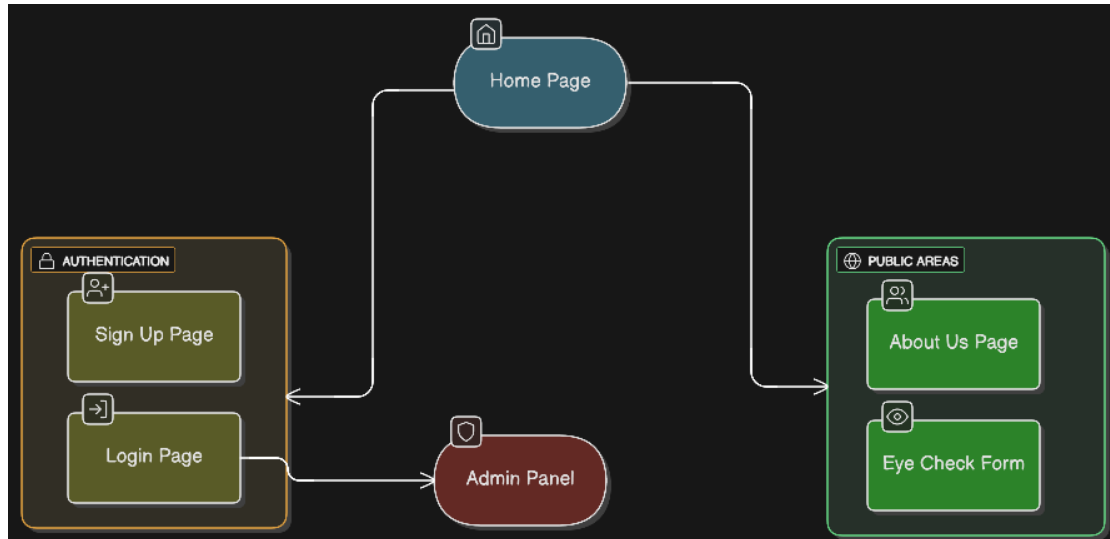 Home Page
AUTHENTICATION
Sign Up Page
Login Page
Admin Panel
PUBLIC AREAS
About Us Page
Eye Check Form